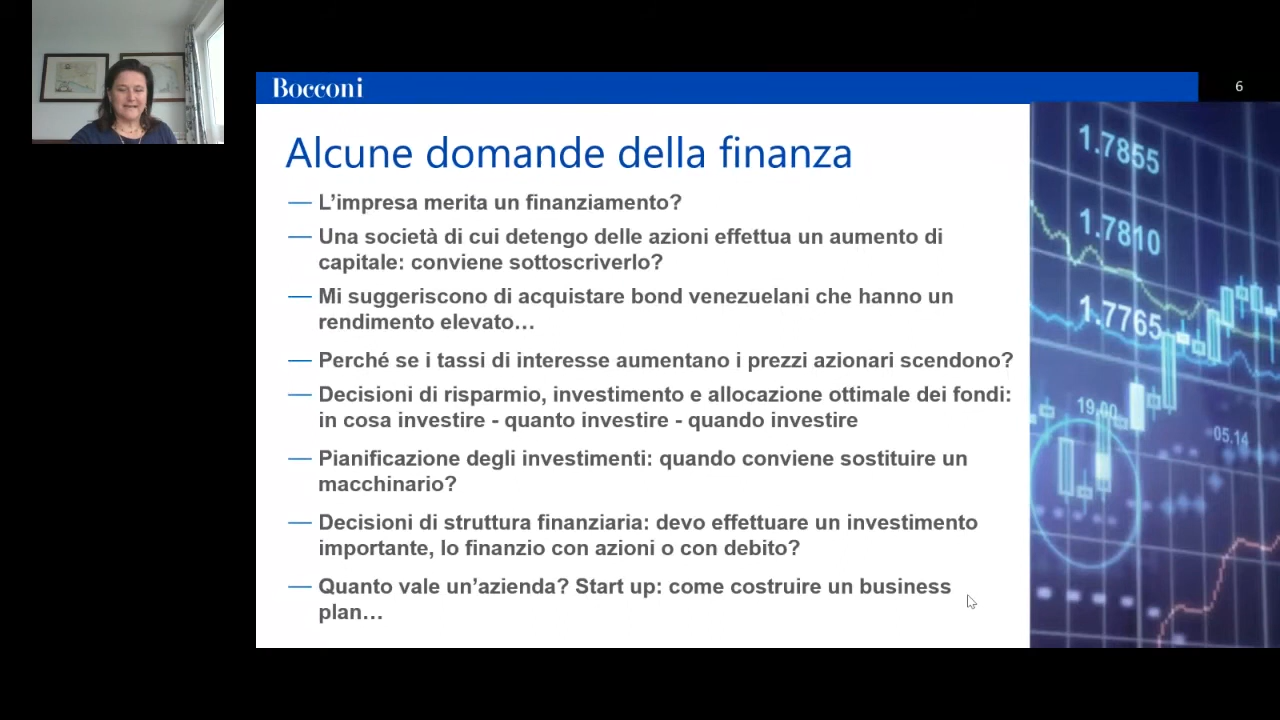 Bocconi
6
Alcune domande della finanza
— L’impresa merita un finanziamento?
— Una società di cui detengo delle azioni effettua un aumento di
capitale: conviene sottoscriverlo?
— Mi suggeriscono di acquistare bond venezuelani che hanno un
rendimento elevato…
— Perché se i tassi di interesse aumentano i prezzi azionari scendono?
— Decisioni di risparmio, investimento e allocazione ottimale dei fondi:
in cosa investire - quanto investire - quando investire
— Pianificazione degli investimenti: quando conviene sostituire un
macchinario?
— Decisioni di struttura finanziaria: devo effettuare un investimento
importante, lo finanzio con azioni o con debito?
— Quanto vale un’azienda? Start up: come costruire un business
plan…
1.7855
1.7810
1.7765
19.00
05.14